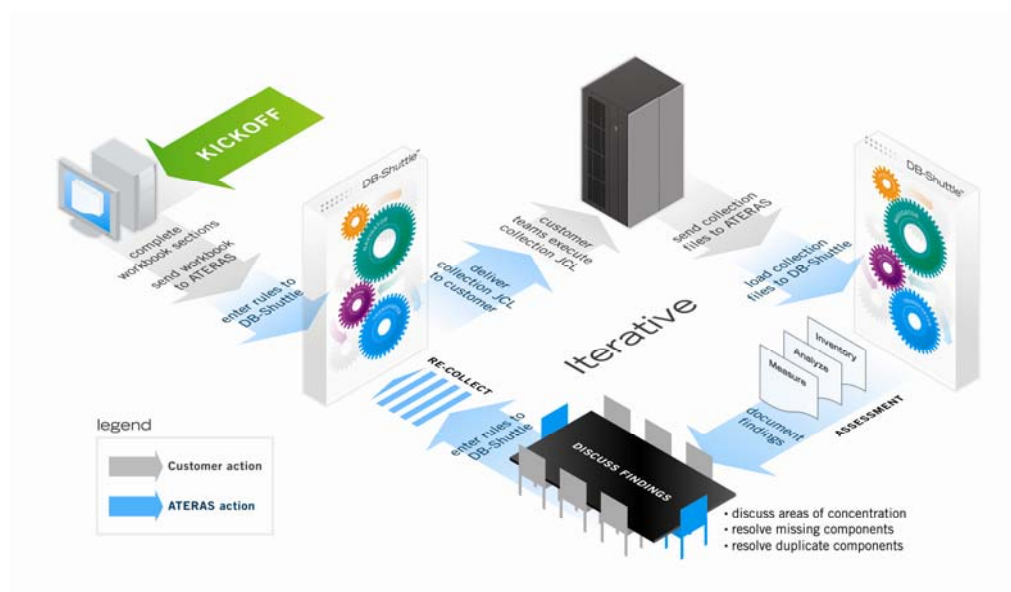 KICKOFF
complete
workbook sections
send workbook
to ATERAS
enter rules to
DB-Shuttle
DB-Shuttle™
deliver
collection JCL
to customer
customer
teams execute
collection JCL
send collection
files to ATERAS
load collection
files to DB-Shuttle
DB-Shuttle™
Iterative
Inventory
Analyze
Measure
ASSESSMENT
document
findings
DISCUSS FINDINGS
• discuss areas of concentration
• resolve missing components
• resolve duplicate components
enter rules to
DB-Shuttle
RE-COLLECT
legend
Customer action
ATERAS action